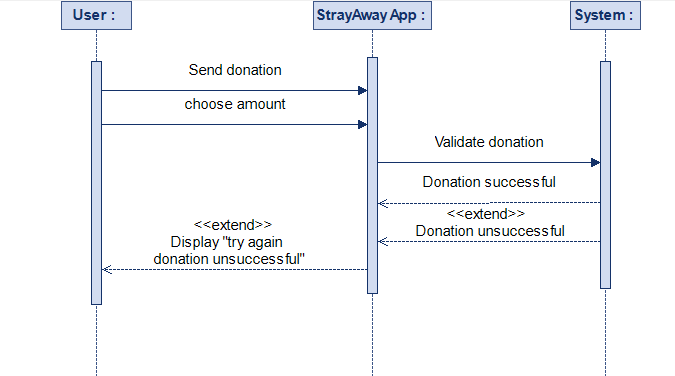 User :
StrayAway App :
System :
Send donation
choose amount
Validate donation
Donation successful
<<extend>>
Donation unsuccessful
<<extend>>
Display "try again
donation unsuccessful"